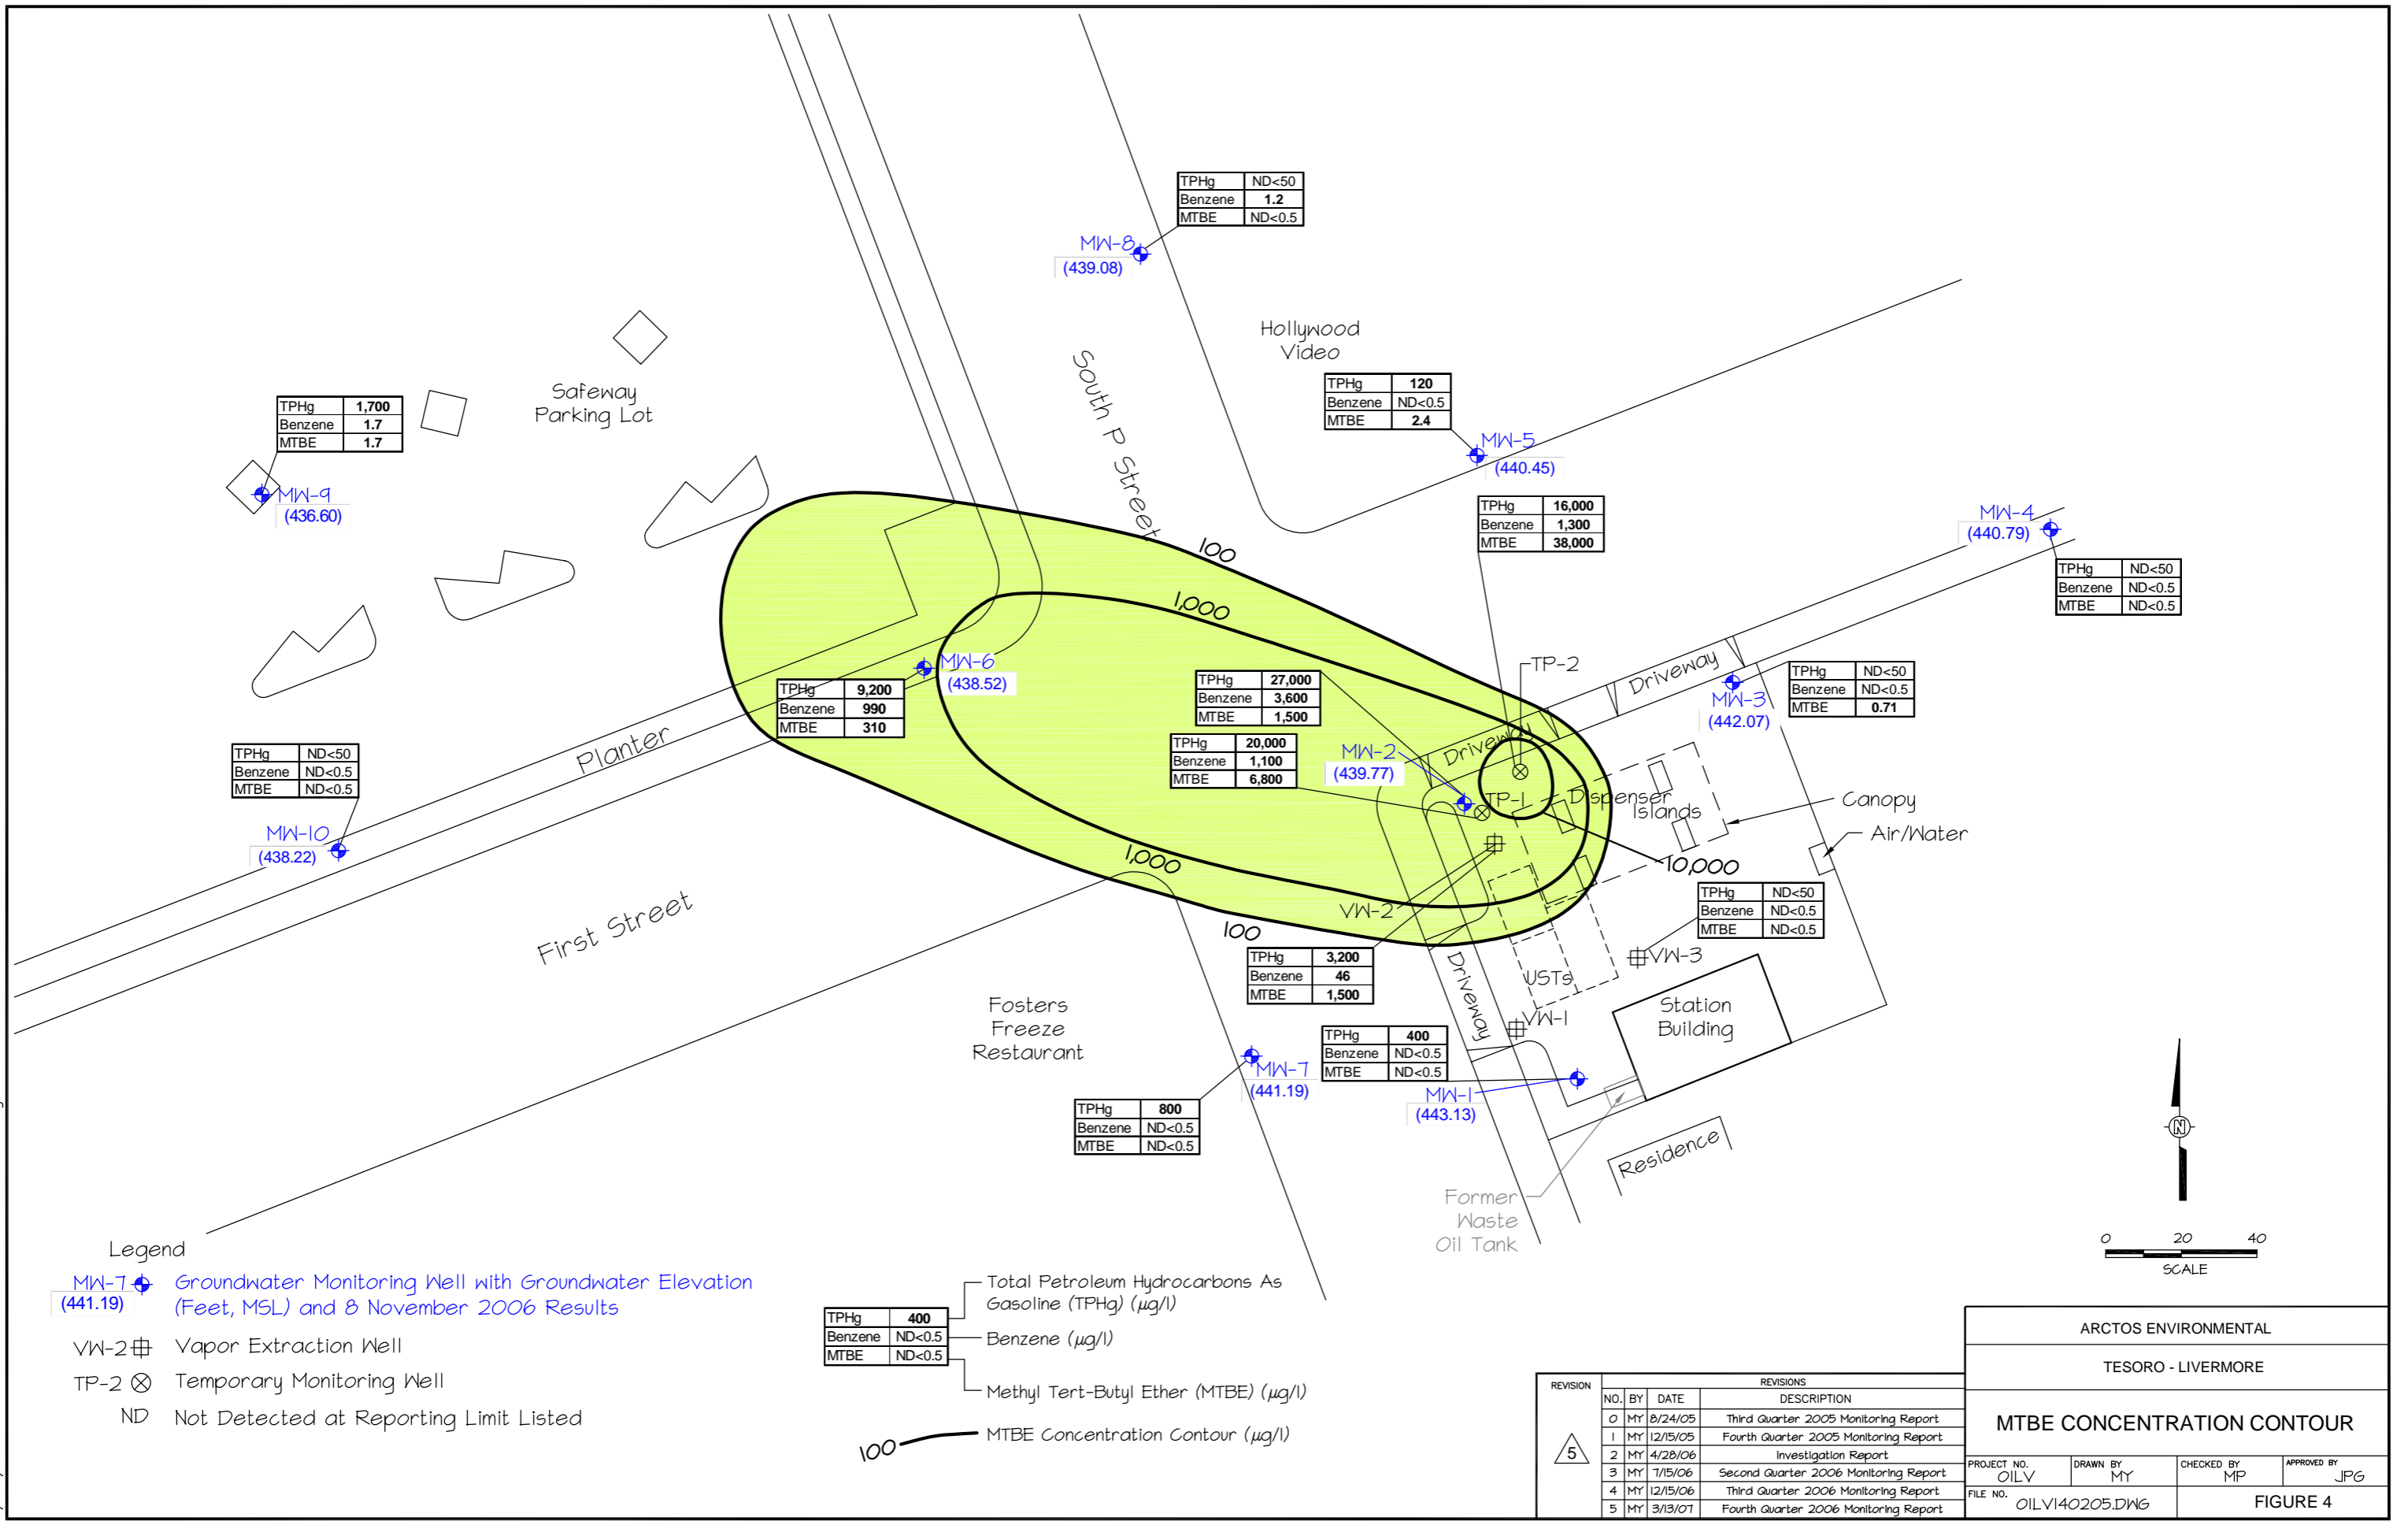 TPHg ND<50
Benzene 1.2
MTBE ND<0.5
MW-8
(439.08)
Hollywood
Video
South P Street
Safeway
Parking Lot
TPHg 120
Benzene ND<0.5
MTBE 2.4
MW-5
(440.45)
TPHg 1,700
Benzene 1.7
MTBE 1.7
MW-9
(436.60)
TPHg 16,000
Benzene 1,300
MTBE 38,000
MW-4
(440.79)
TPHg ND<50
Benzene ND<0.5
MTBE ND<0.5
100
1,000
TP-2
Driveway
MW-6
(438.52)
TPHg 9,200
Benzene 990
MTBE 310
TPHg 27,000
Benzene 3,600
MTBE 1,500
TPHg ND<50
Benzene ND<0.5
MTBE 0.71
MW-3
(442.07)
TPHg 20,000
Benzene 1,100
MTBE 6,800
MW-2
(439.77)
Driveway
TP-1
Dispenser
Islands
Canopy
Air/Water
Planter
TPHg ND<50
Benzene ND<0.5
MTBE ND<0.5
MW-10
(438.22)
First Street
1,000
10,000
VW-2
100
TPHg ND<50
Benzene ND<0.5
MTBE ND<0.5
VW-3
TPHg 3,200
Benzene 46
MTBE 1,500
Driveway
USTs
Station
Building
VW-1
Fosters
Freeze
Restaurant
TPHg 400
Benzene ND<0.5
MTBE ND<0.5
MW-7
(441.19)
MW-1
(443.13)
TPHg 800
Benzene ND<0.5
MTBE ND<0.5
Residence
Former
Waste
Oil Tank
N
0 20 40
SCALE
Legend
MW-7
(441.19)
Groundwater Monitoring Well with Groundwater Elevation
(Feet, MSL) and 8 November 2006 Results
VW-2 Vapor Extraction Well
TP-2 Temporary Monitoring Well
ND Not Detected at Reporting Limit Listed
TPHg 400
Benzene ND<0.5
MTBE ND<0.5
Total Petroleum Hydrocarbons As
Gasoline (TPHg) (µg/l)
Benzene (µg/l)
Methyl Tert-Butyl Ether (MTBE) (µg/l)
100 MTBE Concentration Contour (µg/l)
REVISION
5
REVISIONS
NO. BY DATE DESCRIPTION
0 MY 8/24/05 Third Quarter 2005 Monitoring Report
1 MY 12/15/05 Fourth Quarter 2005 Monitoring Report
2 MY 4/28/06 Investigation Report
3 MY 7/15/06 Second Quarter 2006 Monitoring Report
4 MY 12/15/06 Third Quarter 2006 Monitoring Report
5 MY 3/13/07 Fourth Quarter 2006 Monitoring Report
ARCTOS ENVIRONMENTAL
TESORO - LIVERMORE
MTBE CONCENTRATION CONTOUR
PROJECT NO. 01LV
DRAWN BY MY
CHECKED BY MP
APPROVED BY JPG
FILE NO. 01LV140205.DWG
FIGURE 4